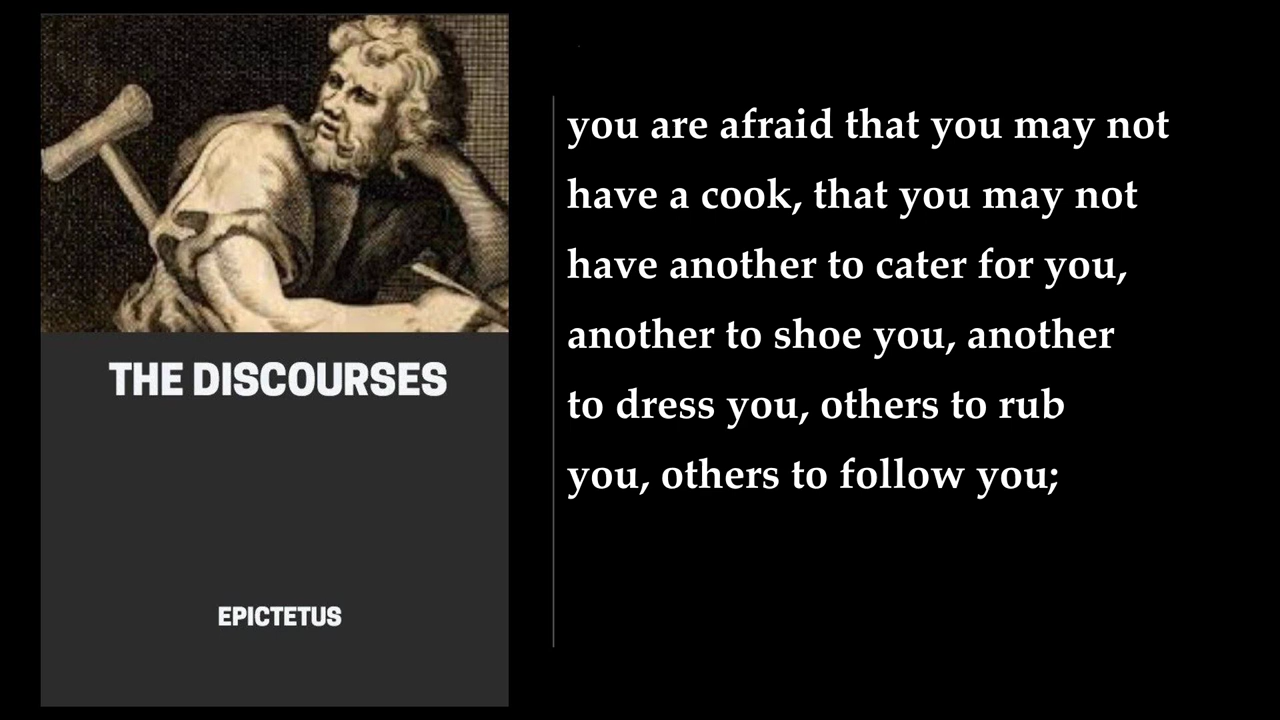 THE DISCOURSES
EPICTETUS
you are afraid that you may not
have a cook, that you may not
have another to cater for you,
another to shoe you, another
to dress you, others to rub
you, others to follow you;